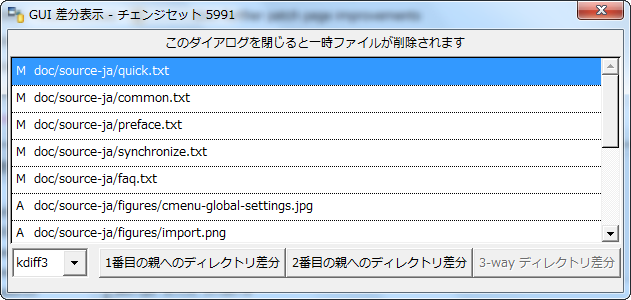 GUI 差分表示 - チェンジセット 5991
このダイアログを閉じると一時ファイルが削除されます
M doc/source-ja/quick.txt
M doc/source-ja/common.txt
M doc/source-ja/preface.txt
M doc/source-ja/synchronize.txt
M doc/source-ja/faq.txt
A doc/source-ja/figures/cmenu-global-settings.jpg
A doc/source-ja/figures/import.png
kdiff3 1番目の親へのディレクトリ差分 2番目の親へのディレクトリ差分 3-way ディレクトリ差分